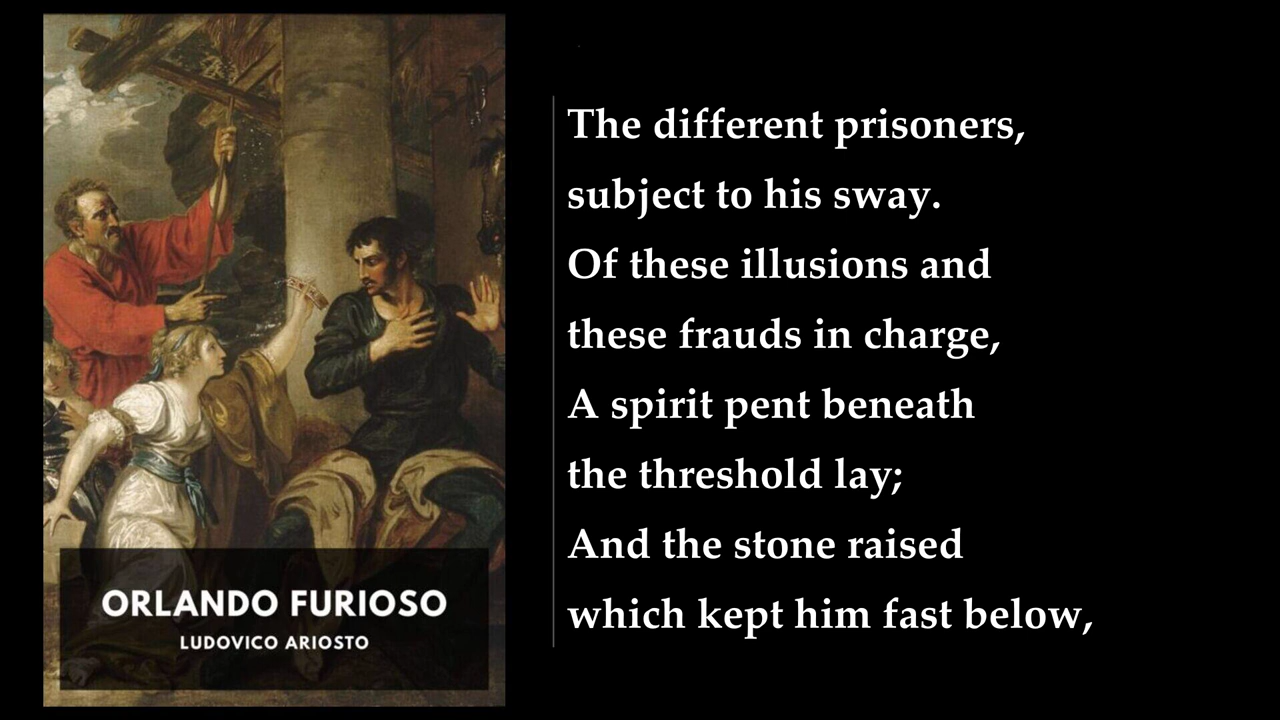 ORLANDO FURIOSO
LUDOVICO ARIOSTO
The different prisoners,
subject to his sway.
Of these illusions and
these frauds in charge,
A spirit pent beneath
the threshold lay;
And the stone raised
which kept him fast below,